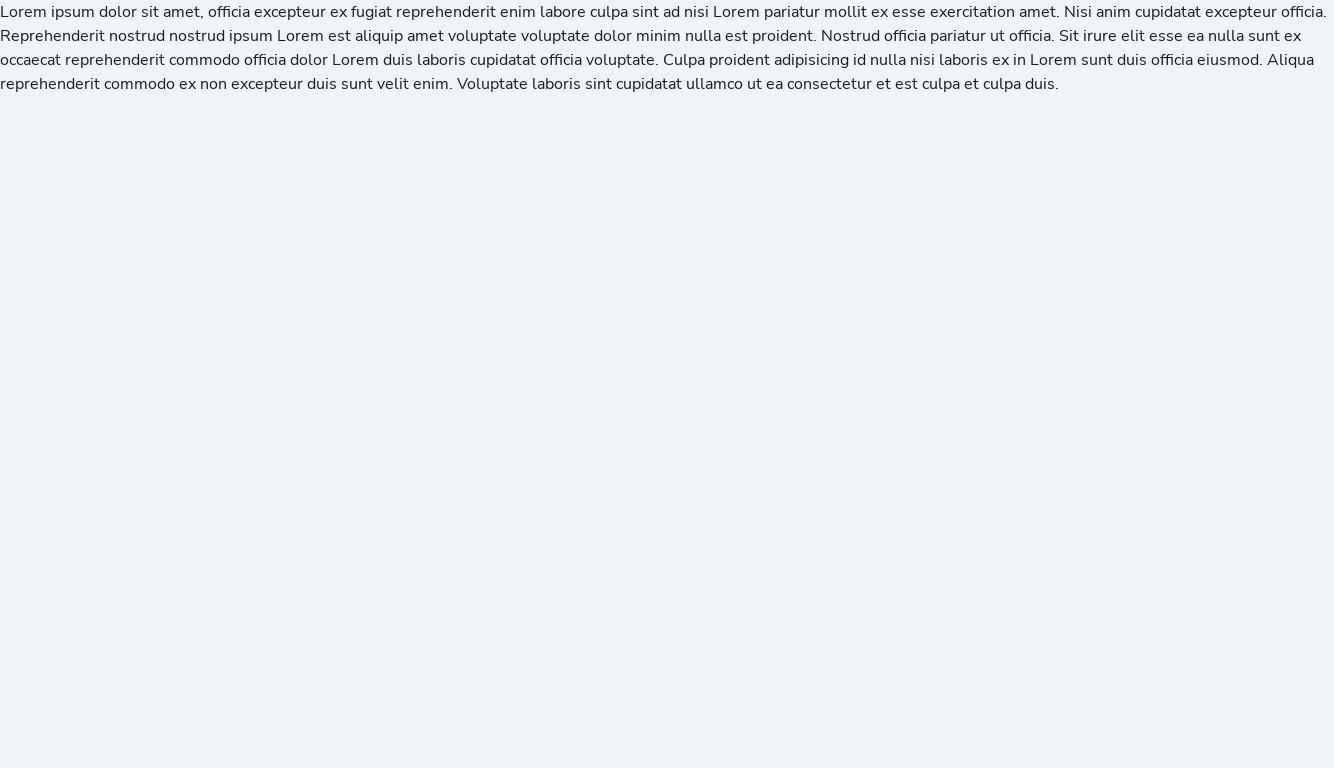 Lorem ipsum dolor sit amet, officia excepteur ex fugiat reprehenderit enim labore culpa sint ad nisi Lorem pariatur mollit ex esse exercitation amet. Nisi anim cupidatat excepteur officia.
Reprehenderit nostrud nostrud ipsum Lorem est aliquip amet voluptate voluptate dolor minim nulla est proident. Nostrud officia pariatur ut officia. Sit irure elit esse ea nulla sunt ex
occaecat reprehenderit commodo officia dolor Lorem duis laboris cupidatat officia voluptate. Culpa proident adipisicing id nulla nisi laboris ex in Lorem sunt duis officia eiusmod. Aliqua
reprehenderit commodo ex non excepteur duis sunt velit enim. Voluptate laboris sint cupidatat ullamco ut ea consectetur et est culpa et culpa duis.